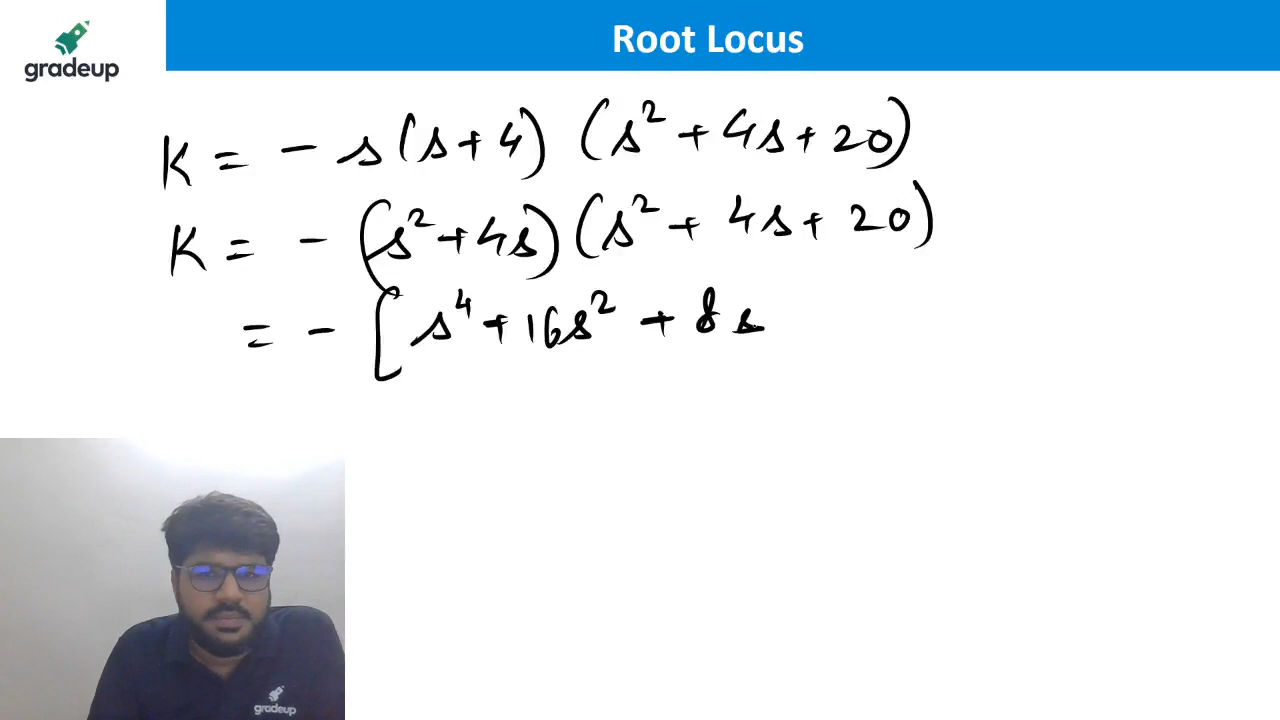 gradeup
Root Locus
K = - s(s+4) (s² + 4s + 20)
K = - (s² + 4s) (s² + 4s + 20)
= - [ s⁴ + 16s² + 8s
gradeup